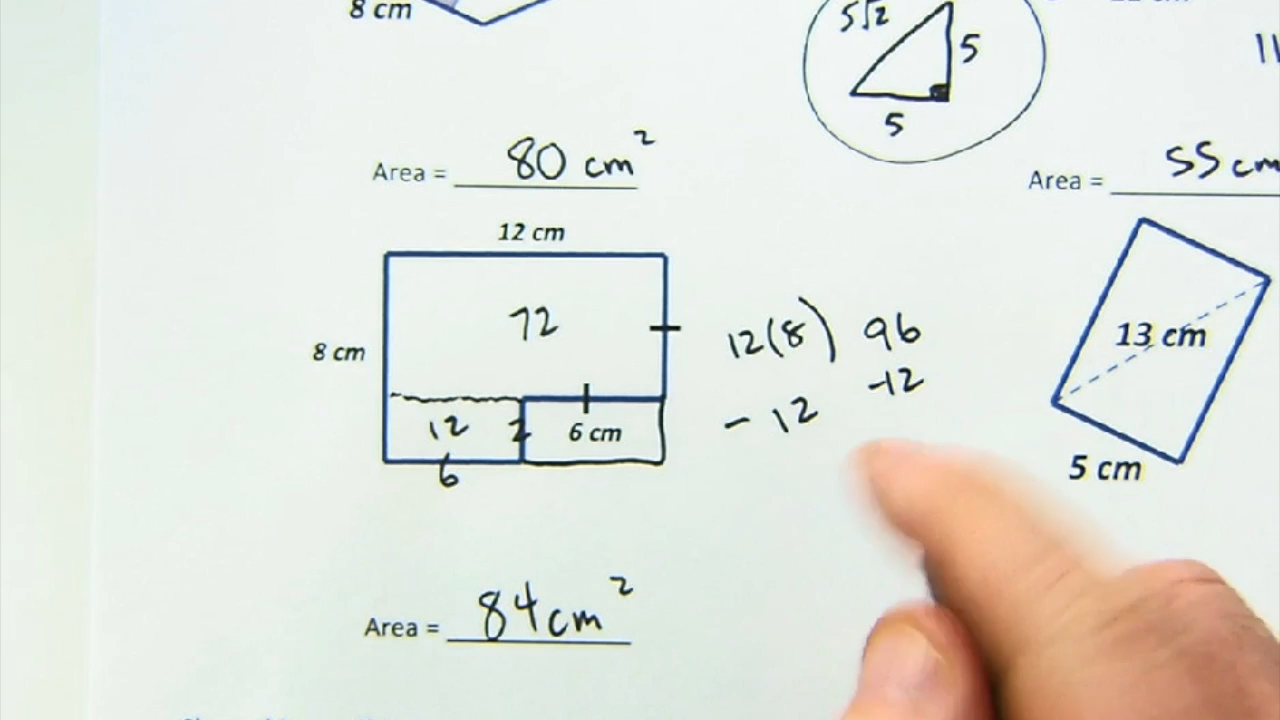 8 cm
5√2
5
5
11
Area = 80 cm²
Area = 55 cm
12 cm
8 cm
72
12
2
6 cm
6
12(8) 96
- 12 -12
13 cm
5 cm
Area = 84 cm²